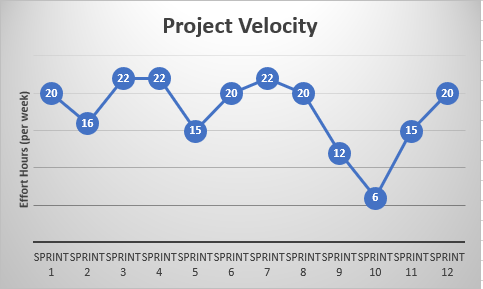 Project Velocity
Effort Hours (per week)
20 16 22 22 15 20 22 20 12 6 15 20
SPRINT SPRINT SPRINT SPRINT SPRINT SPRINT SPRINT SPRINT SPRINT SPRINT SPRINT SPRINT
1 2 3 4 5 6 7 8 9 10 11 12